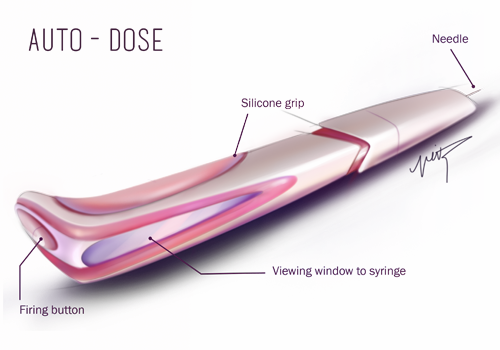 AUTO - DOSE
Needle
Silicone grip
Viewing window to syringe
Firing button